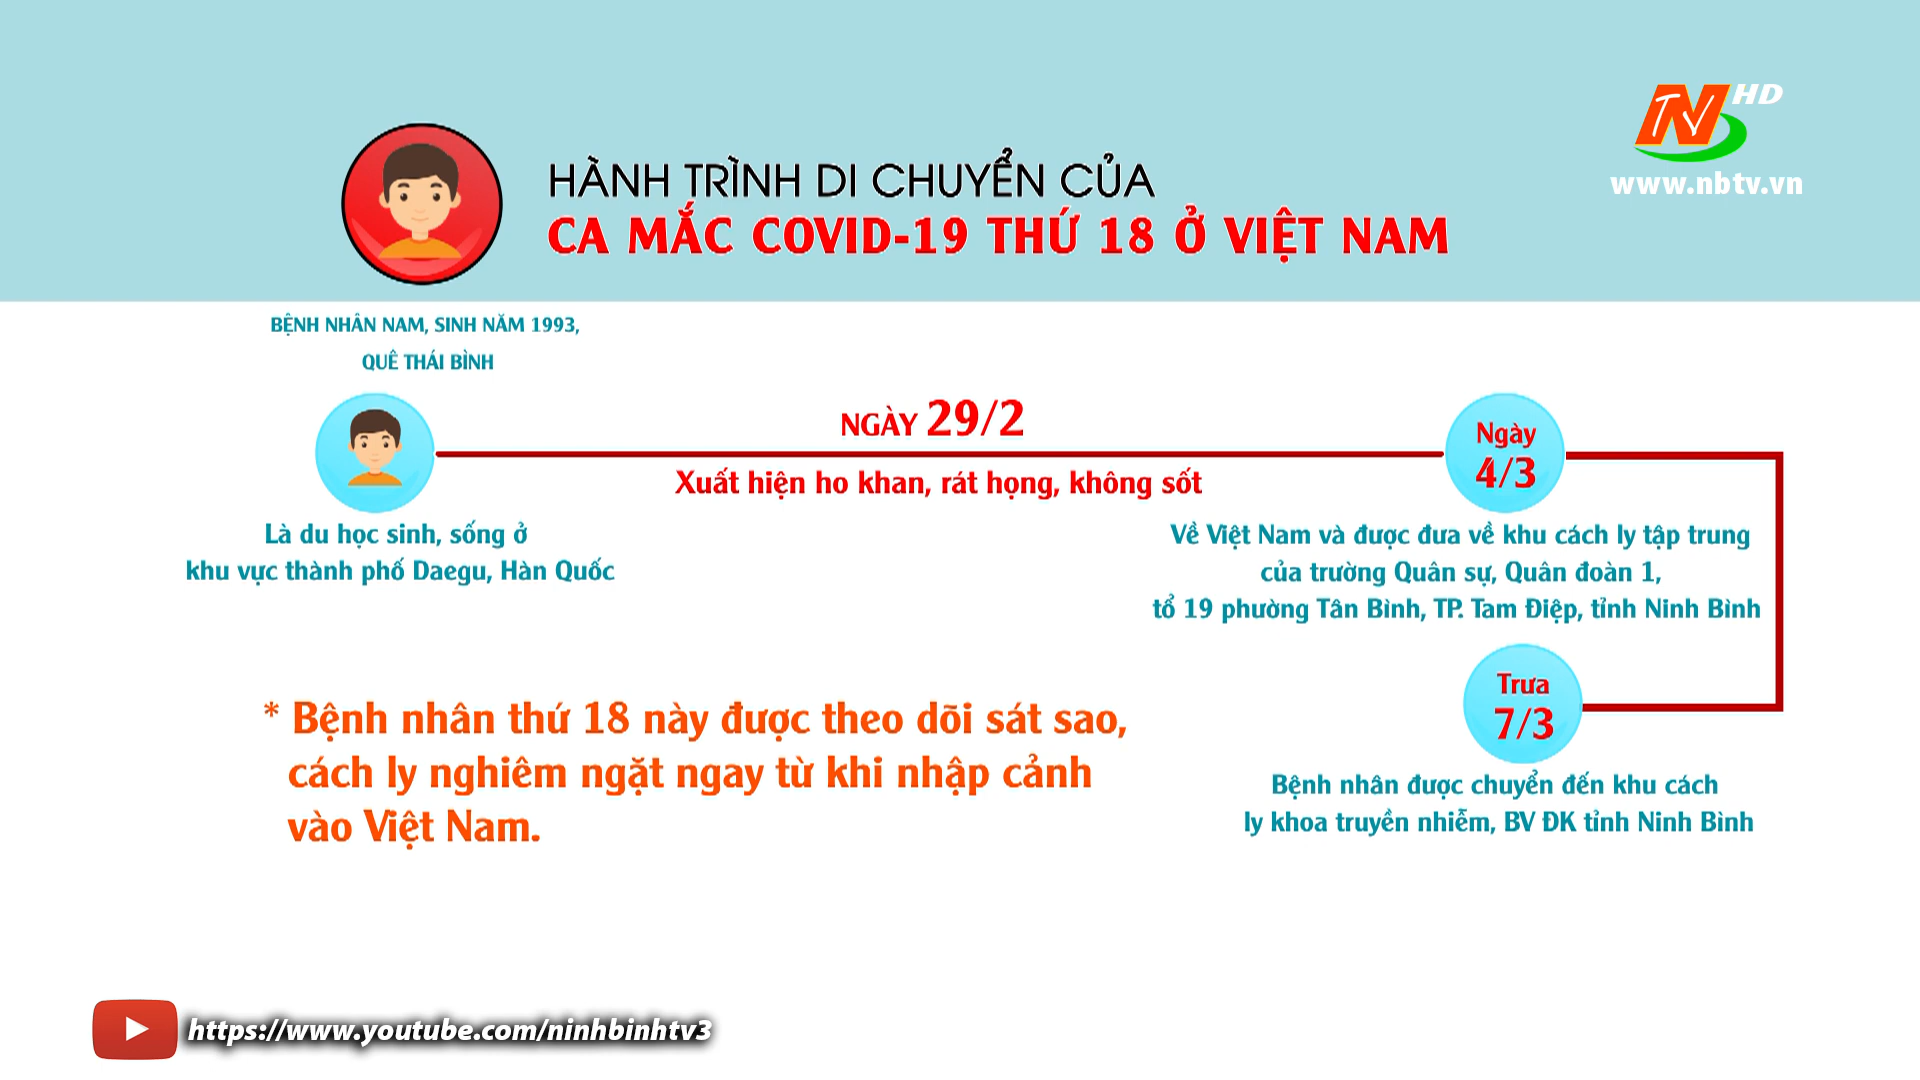 NTV HD
www.nbtv.vn
HÀNH TRÌNH DI CHUYỂN CỦA
CA MẮC COVID-19 THỨ 18 Ở VIỆT NAM
BỆNH NHÂN NAM, SINH NĂM 1993,
QUÊ THÁI BÌNH
NGÀY 29/2
Xuất hiện ho khan, rát họng, không sốt
Là du học sinh, sống ở
khu vực thành phố Daegu, Hàn Quốc
Ngày
4/3
Về Việt Nam và được đưa về khu cách ly tập trung
của trường Quân sự, Quân đoàn 1,
tổ 19 phường Tân Bình, TP. Tam Điệp, tỉnh Ninh Bình
Trưa
7/3
Bệnh nhân được chuyển đến khu cách
ly khoa truyền nhiễm, BV ĐK tỉnh Ninh Bình
* Bệnh nhân thứ 18 này được theo dõi sát sao,
cách ly nghiêm ngặt ngay từ khi nhập cảnh
vào Việt Nam.
https://www.youtube.com/ninhbinhtv3